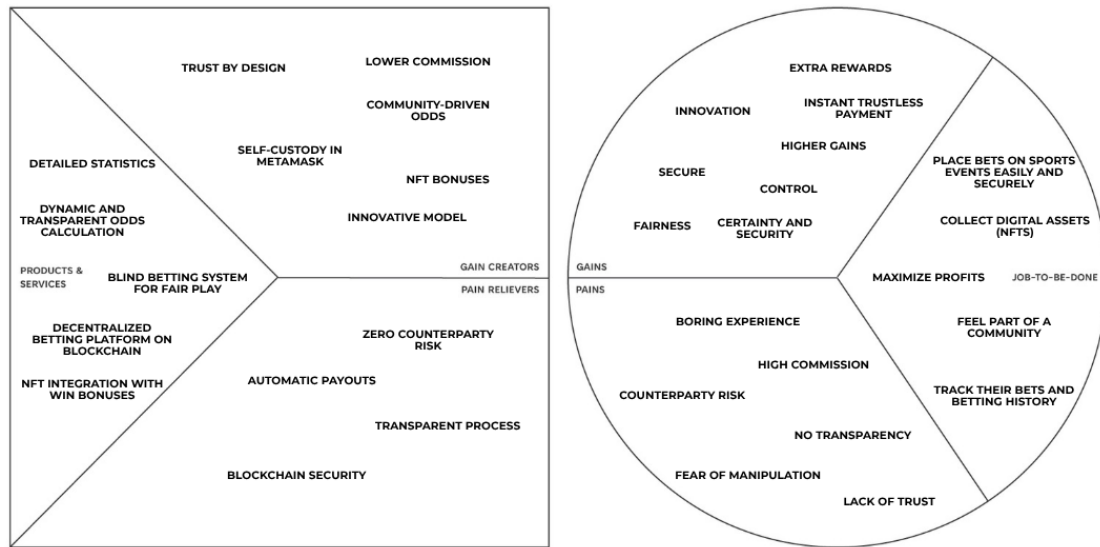 TRUST BY DESIGN
LOWER COMMISSION
COMMUNITY-DRIVEN
ODDS
SELF-CUSTODY IN
METAMASK
NFT BONUSES
INNOVATIVE MODEL
GAIN CREATORS
DETAILED STATISTICS
DYNAMIC AND
TRANSPARENT ODDS
CALCULATION
PRODUCTS &
SERVICES
BLIND BETTING SYSTEM
FOR FAIR PLAY
DECENTRALIZED
BETTING PLATFORM ON
BLOCKCHAIN
NFT INTEGRATION WITH
WIN BONUSES
PAIN RELIEVERS
ZERO COUNTERPARTY
RISK
AUTOMATIC PAYOUTS
TRANSPARENT PROCESS
BLOCKCHAIN SECURITY
EXTRA REWARDS
INNOVATION
INSTANT TRUSTLESS
PAYMENT
HIGHER GAINS
SECURE
CONTROL
FAIRNESS
CERTAINTY AND
SECURITY
GAINS
PAINS
BORING EXPERIENCE
HIGH COMMISSION
COUNTERPARTY RISK
NO TRANSPARENCY
FEAR OF MANIPULATION
LACK OF TRUST
PLACE BETS ON SPORTS
EVENTS EASILY AND
SECURELY
COLLECT DIGITAL ASSETS
(NFTS)
MAXIMIZE PROFITS
JOB-TO-BE-DONE
FEEL PART OF A
COMMUNITY
TRACK THEIR BETS AND
BETTING HISTORY